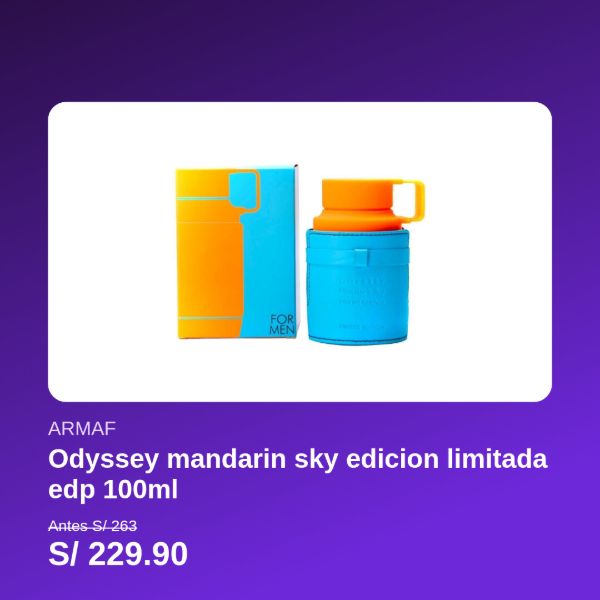 FOR
MEN
ARMAF
Odyssey mandarin sky edicion limitada
edp 100ml
Antes S/ 263
S/ 229.90